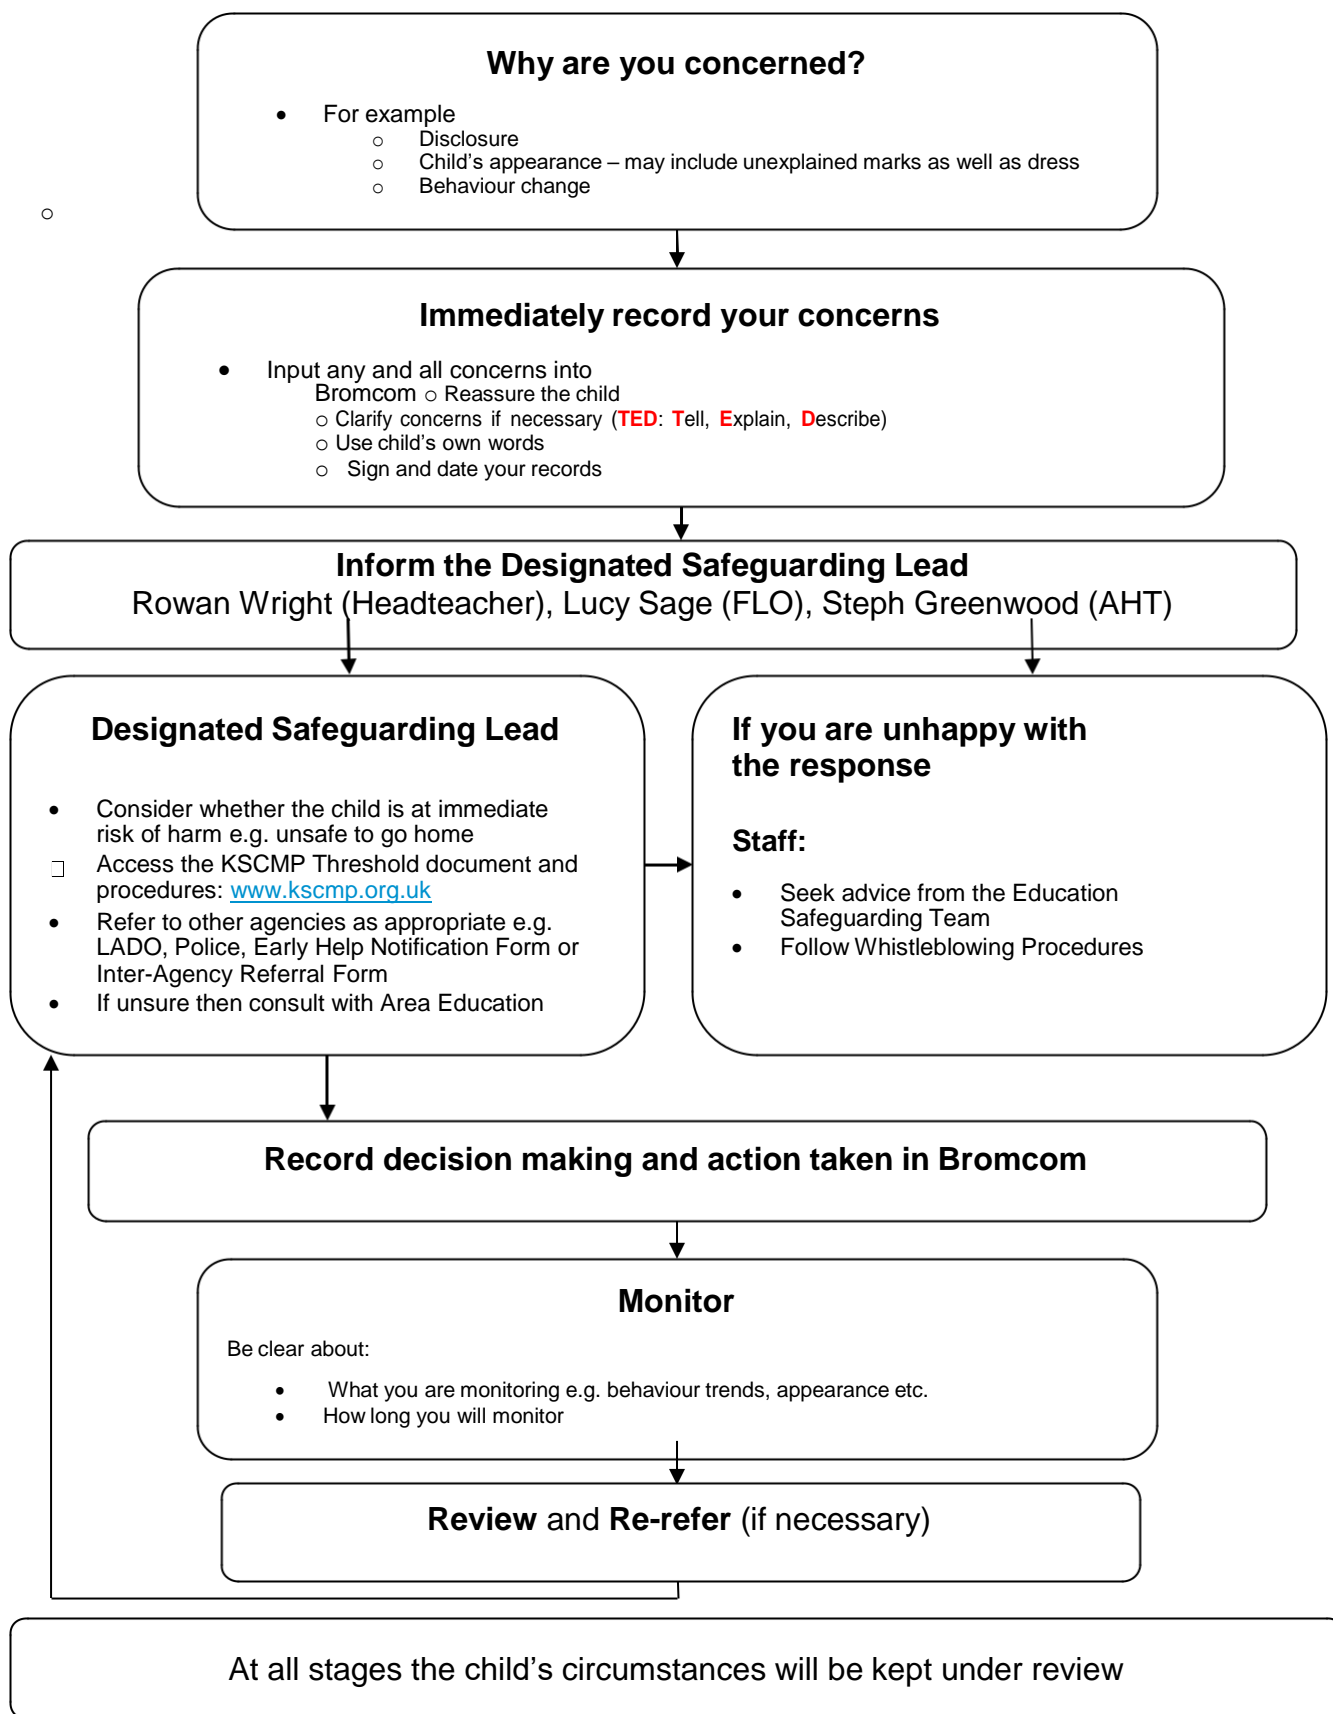 Why are you concerned?
• For example
o Disclosure
o Child’s appearance – may include unexplained marks as well as dress
o Behaviour change
o
Immediately record your concerns
• Input any and all concerns into
Bromcom o Reassure the child
o Clarify concerns if necessary (TED: Tell, Explain, Describe)
o Use child’s own words
o Sign and date your records
Inform the Designated Safeguarding Lead
Rowan Wright (Headteacher), Lucy Sage (FLO), Steph Greenwood (AHT)
Designated Safeguarding Lead
• Consider whether the child is at immediate
risk of harm e.g. unsafe to go home
Access the KSCMP Threshold document and
procedures: www.kscmp.org.uk
• Refer to other agencies as appropriate e.g.
LADO, Police, Early Help Notification Form or
Inter-Agency Referral Form
• If unsure then consult with Area Education
If you are unhappy with
the response
Staff:
• Seek advice from the Education
Safeguarding Team
• Follow Whistleblowing Procedures
Record decision making and action taken in Bromcom
Monitor
Be clear about:
• What you are monitoring e.g. behaviour trends, appearance etc.
• How long you will monitor
Review and Re-refer (if necessary)
At all stages the child’s circumstances will be kept under review